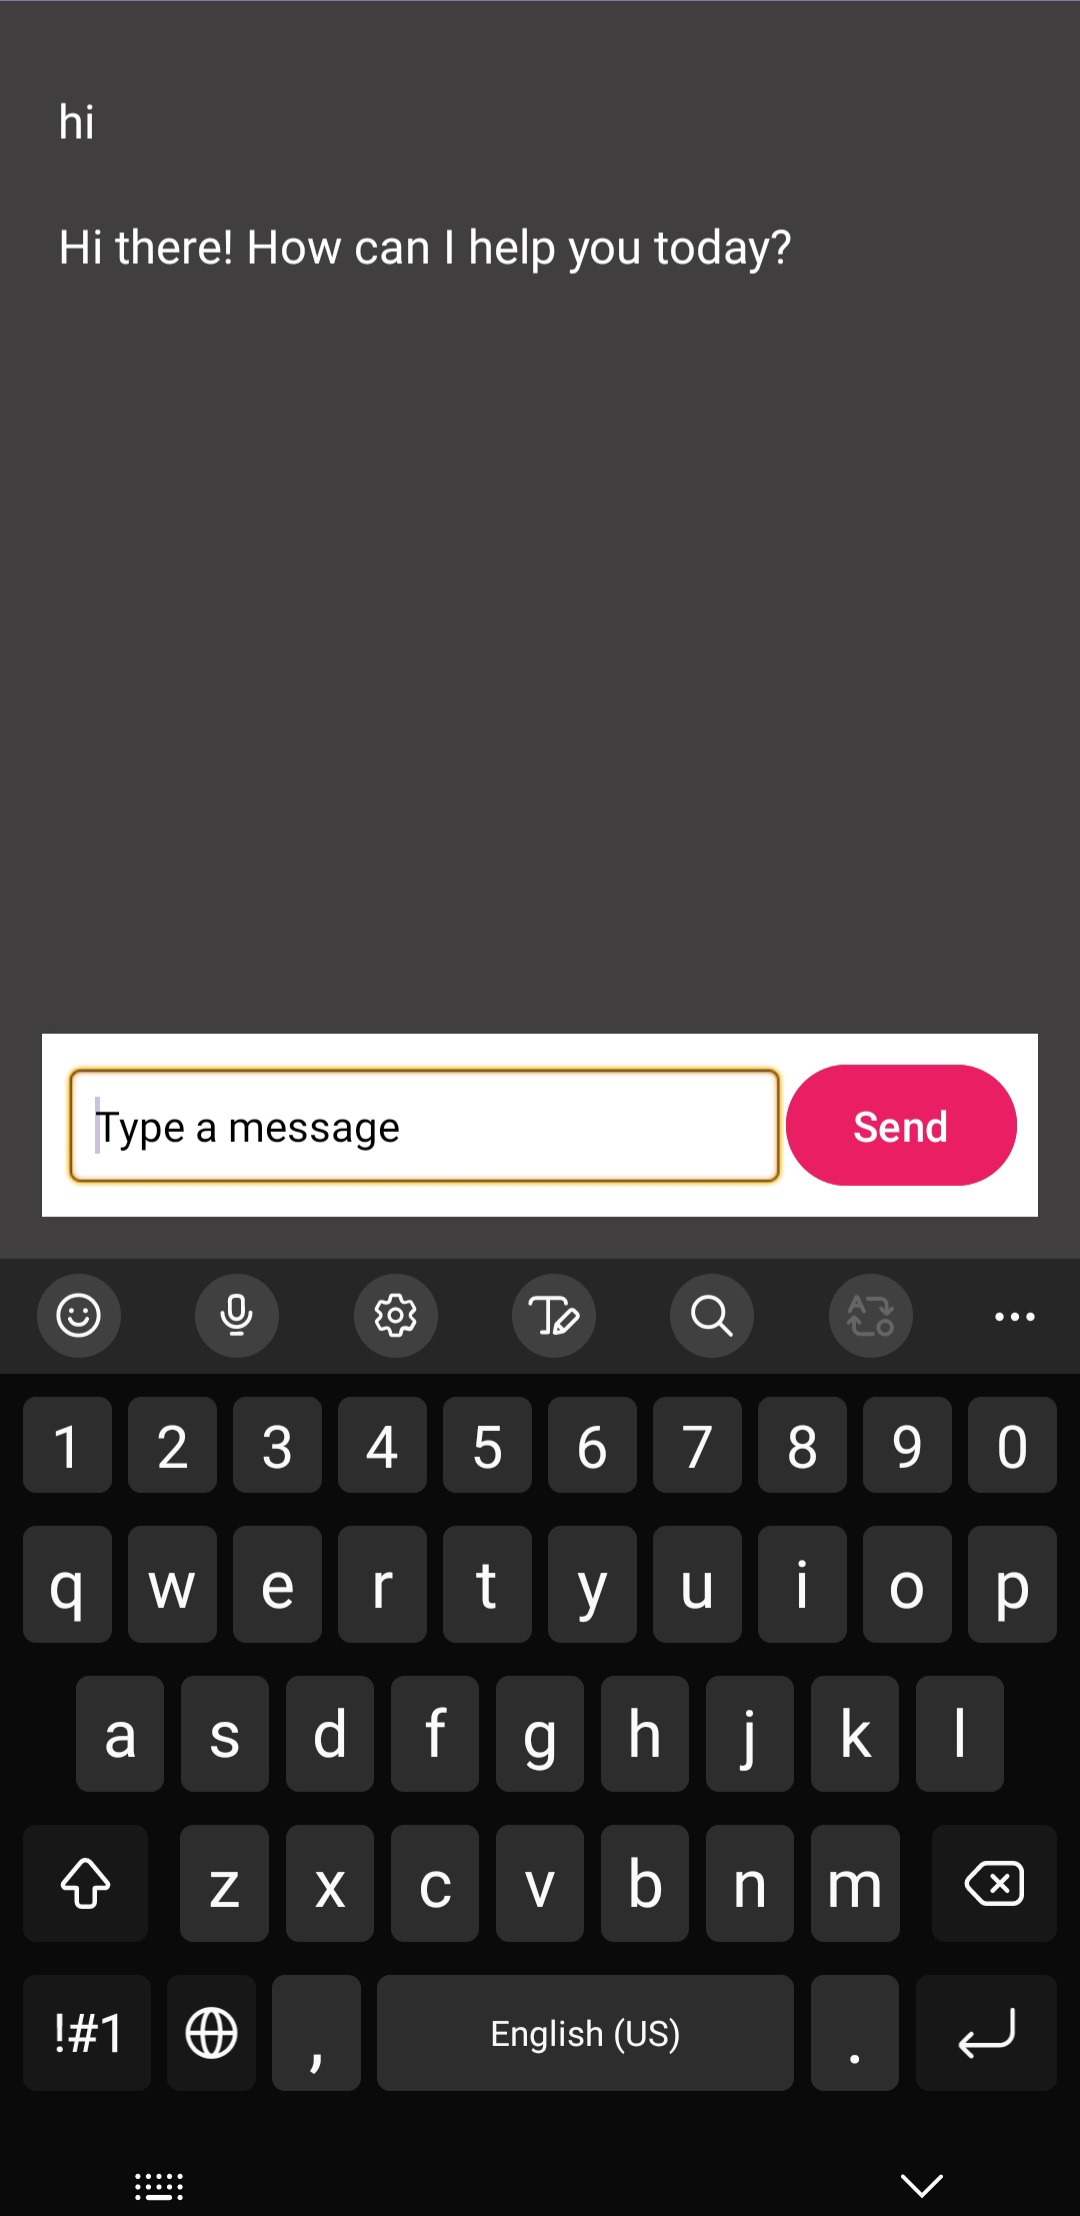 hi
Hi there! How can I help you today?
Type a message
Send
1 2 3 4 5 6 7 8 9 0
q w e r t y u i o p
a s d f g h j k l
z x c v b n m
!#1 , English (US) .